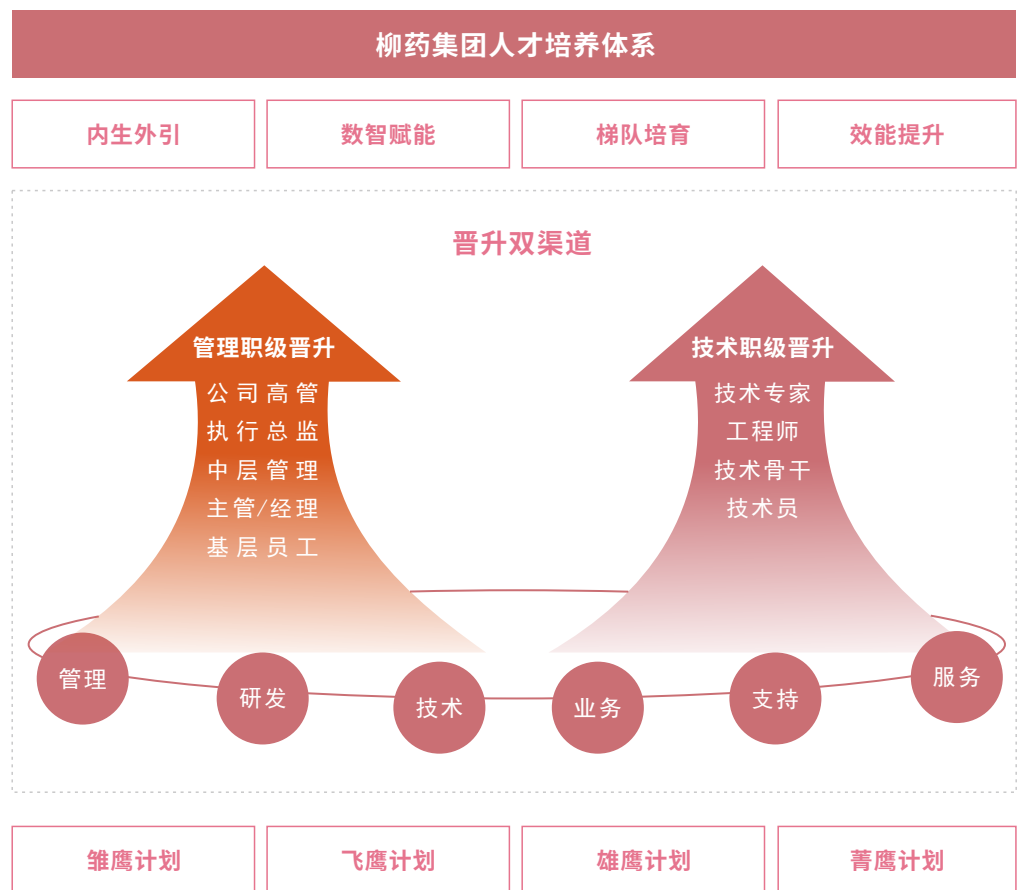 柳药集团人才培养体系
内生外引
数智赋能
梯队培育
效能提升
晋升双渠道
管理职级晋升
公司高管
执行总监
中层管理
主管/经理
基层员工
技术职级晋升
技术专家
工程师
技术骨干
技术员
管理
研发
技术
业务
支持
服务
雏鹰计划
飞鹰计划
雄鹰计划
菁鹰计划